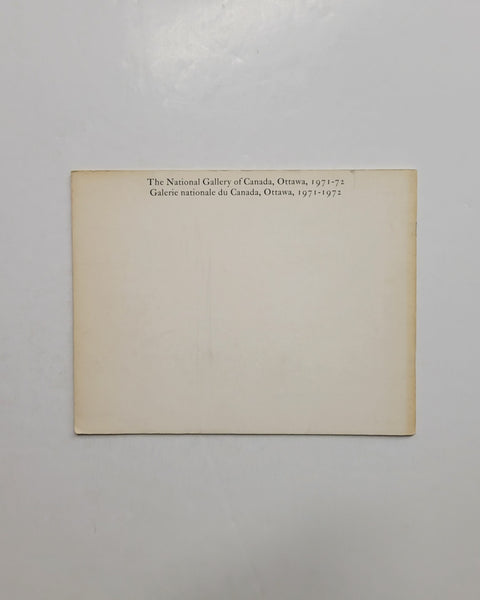 The National Gallery of Canada, Ottawa, 1971-72
Galerie nationale du Canada, Ottawa, 1971-1972